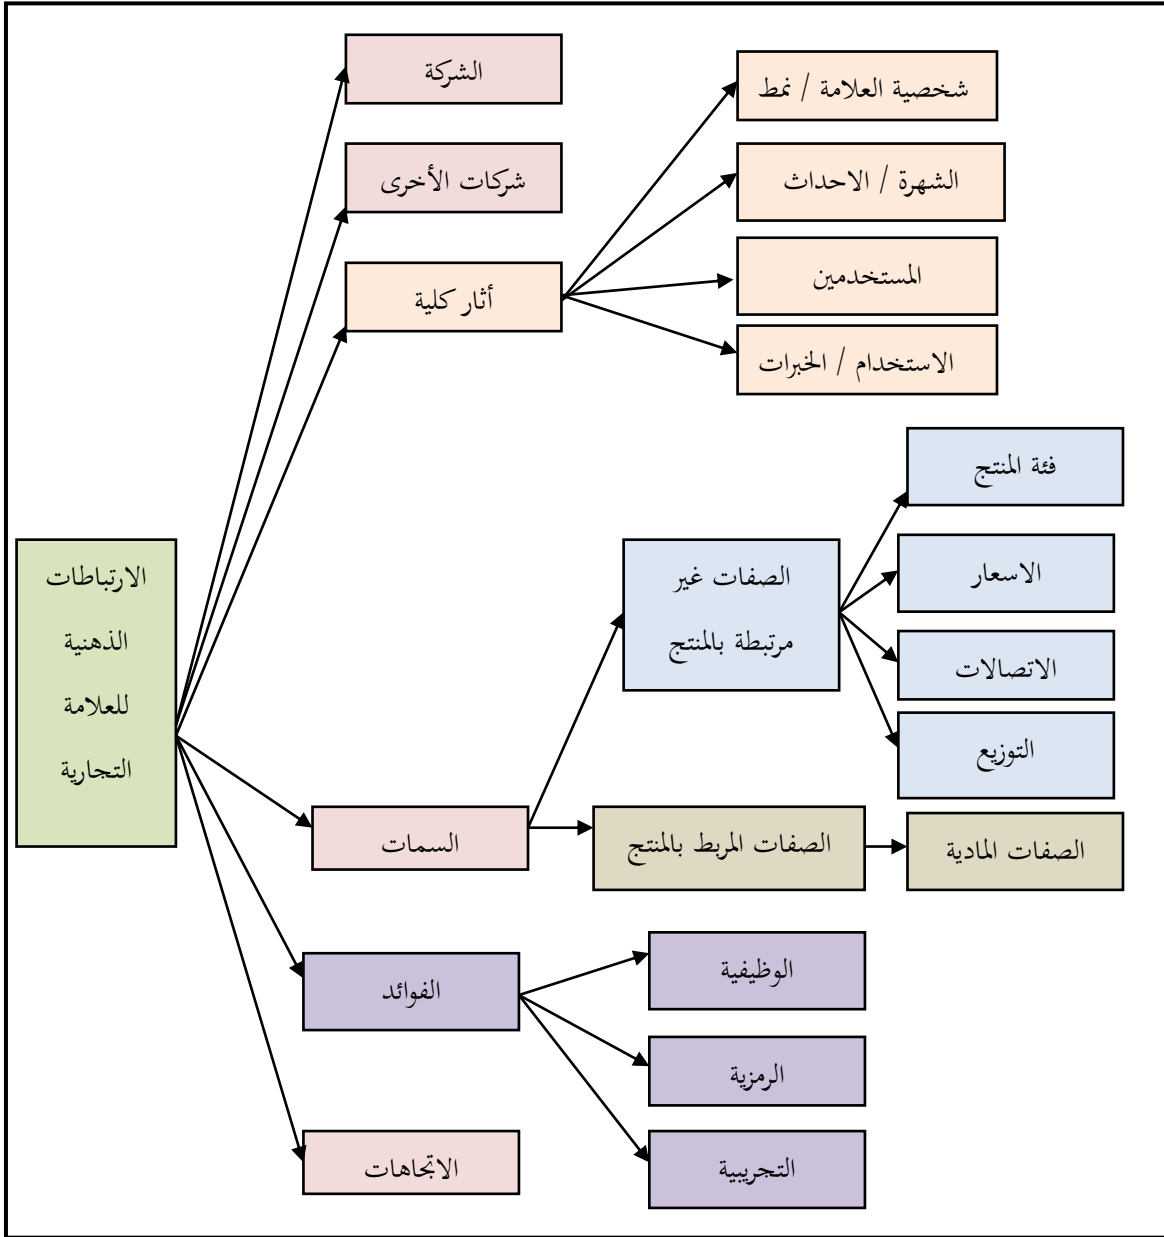 الشركة
شركات الأخرى
أثار كلية
شخصية العلامة / نمط
الشهرة / الاحداث
المستخدمين
الاستخدام / الخبرات
الارتباطات
الذهنية
للعلامة
التجارية
السمات
الصفات غير
مرتبطة بالمنتج
فئة المنتج
الاسعار
الاتصالات
التوزيع
الصفات المربط بالمنتج
الصفات المادية
الفوائد
الوظيفية
الرمزية
التجريبية
الاتجاهات